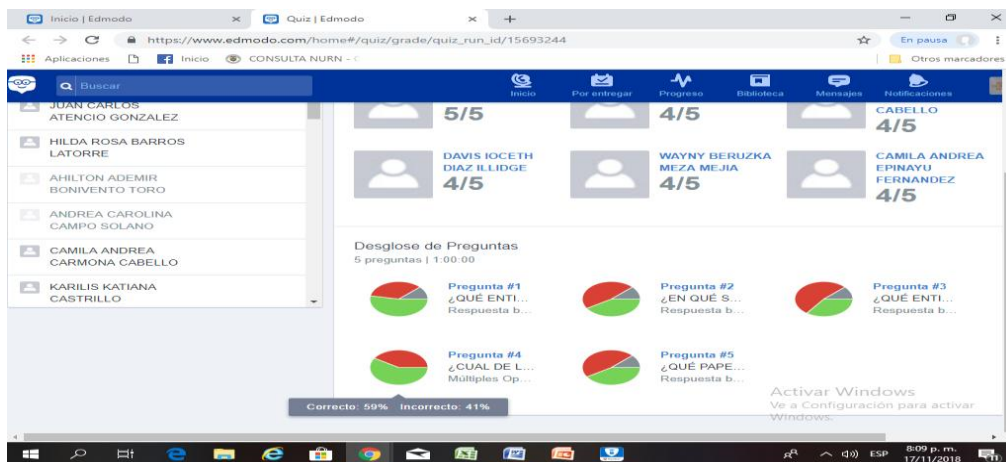 Inicio | Edmodo
Quiz | Edmodo
https://www.edmodo.com/home#/quiz/grade/quiz_run_id/15693244
En pausa
Aplicaciones
Inicio
CONSULTA NURN - C
Otros marcadores
Buscar
Inicio
Por entregar
Progreso
Biblioteca
Mensajes
Notificaciones
JUAN CARLOS
ATENCIO GONZALEZ
HILDA ROSA BARROS
LATORRE
AHILTON ADEMIR
BONIVENTO TORO
ANDREA CAROLINA
CAMPO SOLANO
CAMILA ANDREA
CARMONA CABELLO
KARILIS KATIANA
CASTRILLO
5/5
4/5
CABELLO
4/5
DAVIS IOCETH
DIAZ ILLIDGE
4/5
WAYNY BERUZKA
MEZA MEJIA
4/5
CAMILA ANDREA
EPINAYU
FERNANDEZ
4/5
Desglose de Preguntas
5 preguntas | 1:00:00
Pregunta #1
¿QUÉ ENTI...
Respuesta b...
Pregunta #2
¿EN QUÉ S...
Respuesta b...
Pregunta #3
¿QUÉ ENTI...
Respuesta b...
Pregunta #4
¿CUAL DE L...
Múltiples Op...
Pregunta #5
¿QUÉ PAPE...
Respuesta b...
Correcto: 59% Incorrecto: 41%
Activar Windows
Ve a Configuración para activar
Windows.
ESP
8:09 p. m.
17/11/2018